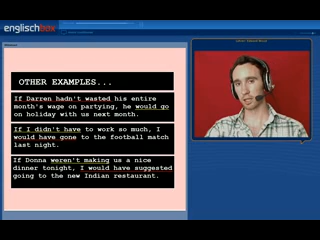 englischbox
OTHER EXAMPLES...
If Darren hadn't wasted his entire
month's wage on partying, he would go
on holiday with us next month.
If I didn't have to work so much, I
would have gone to the football match
last night.
If Donna weren't making us a nice
dinner tonight, I would have suggested
going to the new Indian restaurant.